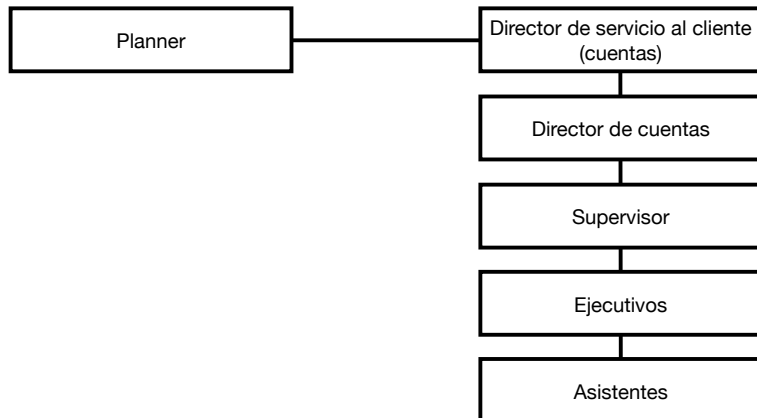 Planner
Director de servicio al cliente
(cuentas)
Director de cuentas
Supervisor
Ejecutivos
Asistentes